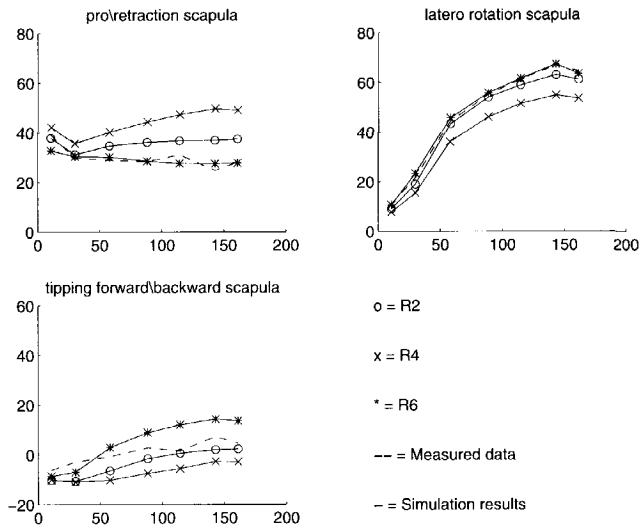 pro\retraction scapula
80
60
40
20
0
0 50 100 150 200
latero rotation scapula
80
60
40
20
0
0 50 100 150 200
tipping forward\backward scapula
60
40
20
0
-20
0 50 100 150 200
o = R2
x = R4
* = R6
-- = Measured data
- = Simulation results